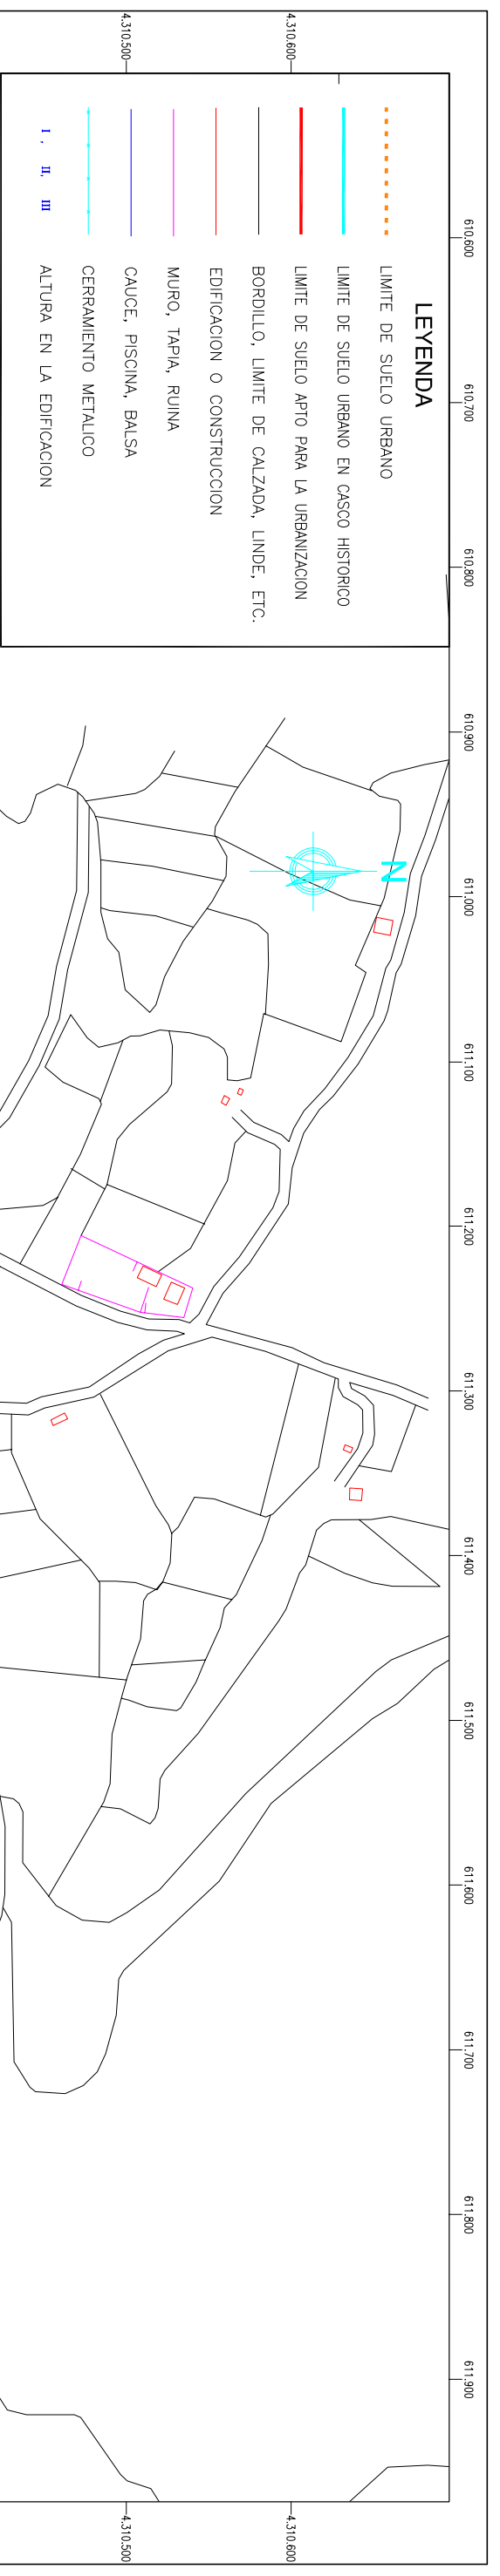 4.310.500
4.310.600
610.600
610.700
610.800
610.900
611.000
611.100
611.200
611.300
611.400
611.500
611.600
611.700
611.800
611.900
LEYENDA
LIMITE DE SUELO URBANO
LIMITE DE SUELO URBANO EN CASCO HISTORICO
LIMITE DE SUELO APTO PARA LA URBANIZACION
BORDILLO, LIMITE DE CALZADA, LINDE, ETC.
EDIFICACION O CONSTRUCCION
MURO, TAPIA, RUINA
CAUCE, PISCINA, BALSA
CERRAMIENTO METALICO
I , II, III ALTURA EN LA EDIFICACION
N
4.310.500
4.310.600